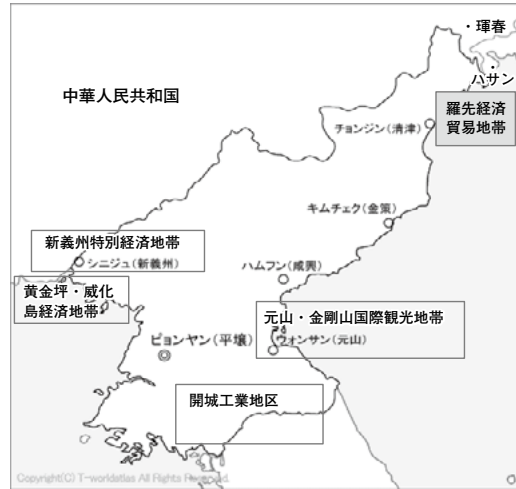 ・琿春
・
ハサン
中華人民共和国
羅先経済
貿易地帯
チョンジン(清津)
キムチェク(金策)
新義州特別経済地帯
シニジュ(新義州)
ハムフン(咸興)
黄金坪・威化
島経済地帯
元山・金剛山国際観光地帯
ウォンサン(元山)
ピョンヤン(平壌)
開城工業地区
Copyright(C) T-worldatlas All Rights Reserved.